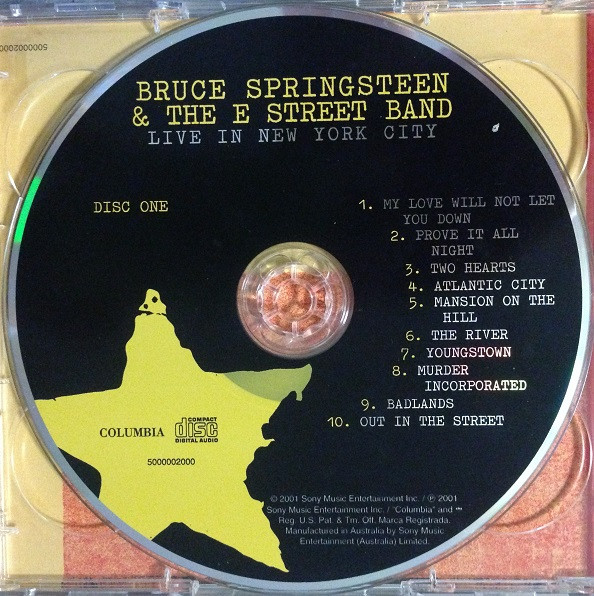 5000002000
BRUCE SPRINGSTEEN
& THE E STREET BAND
LIVE IN NEW YORK CITY
DISC ONE
1. MY LOVE WILL NOT LET
YOU DOWN
2. PROVE IT ALL
NIGHT
3. TWO HEARTS
4. ATLANTIC CITY
5. MANSION ON THE
HILL
6. THE RIVER
7. YOUNGSTOWN
8. MURDER
INCORPORATED
9. BADLANDS
10. OUT IN THE STREET
COLUMBIA
COMPACT
disc
DIGITAL AUDIO
5000002000
© 2001 Sony Music Entertainment Inc. / ℗ 2001
Sony Music Entertainment Inc. / "Columbia" and
Reg. U.S. Pat. & Tm. Off. Marca Registrada.
Manufactured in Australia by Sony Music
Entertainment (Australia) Limited.